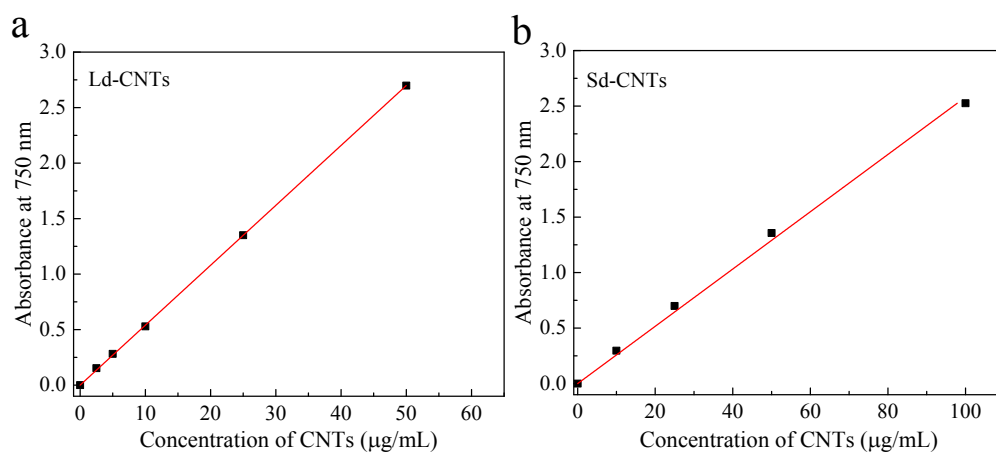 a
3.0
Ld-CNTs
2.5
2.0
1.5
1.0
0.5
0.0
Absorbance at 750 nm
0 10 20 30 40 50 60
Concentration of CNTs (μg/mL)
b
3.0
Sd-CNTs
2.5
2.0
1.5
1.0
0.5
0.0
Absorbance at 750 nm
0 20 40 60 80 100
Concentration of CNTs (μg/mL)